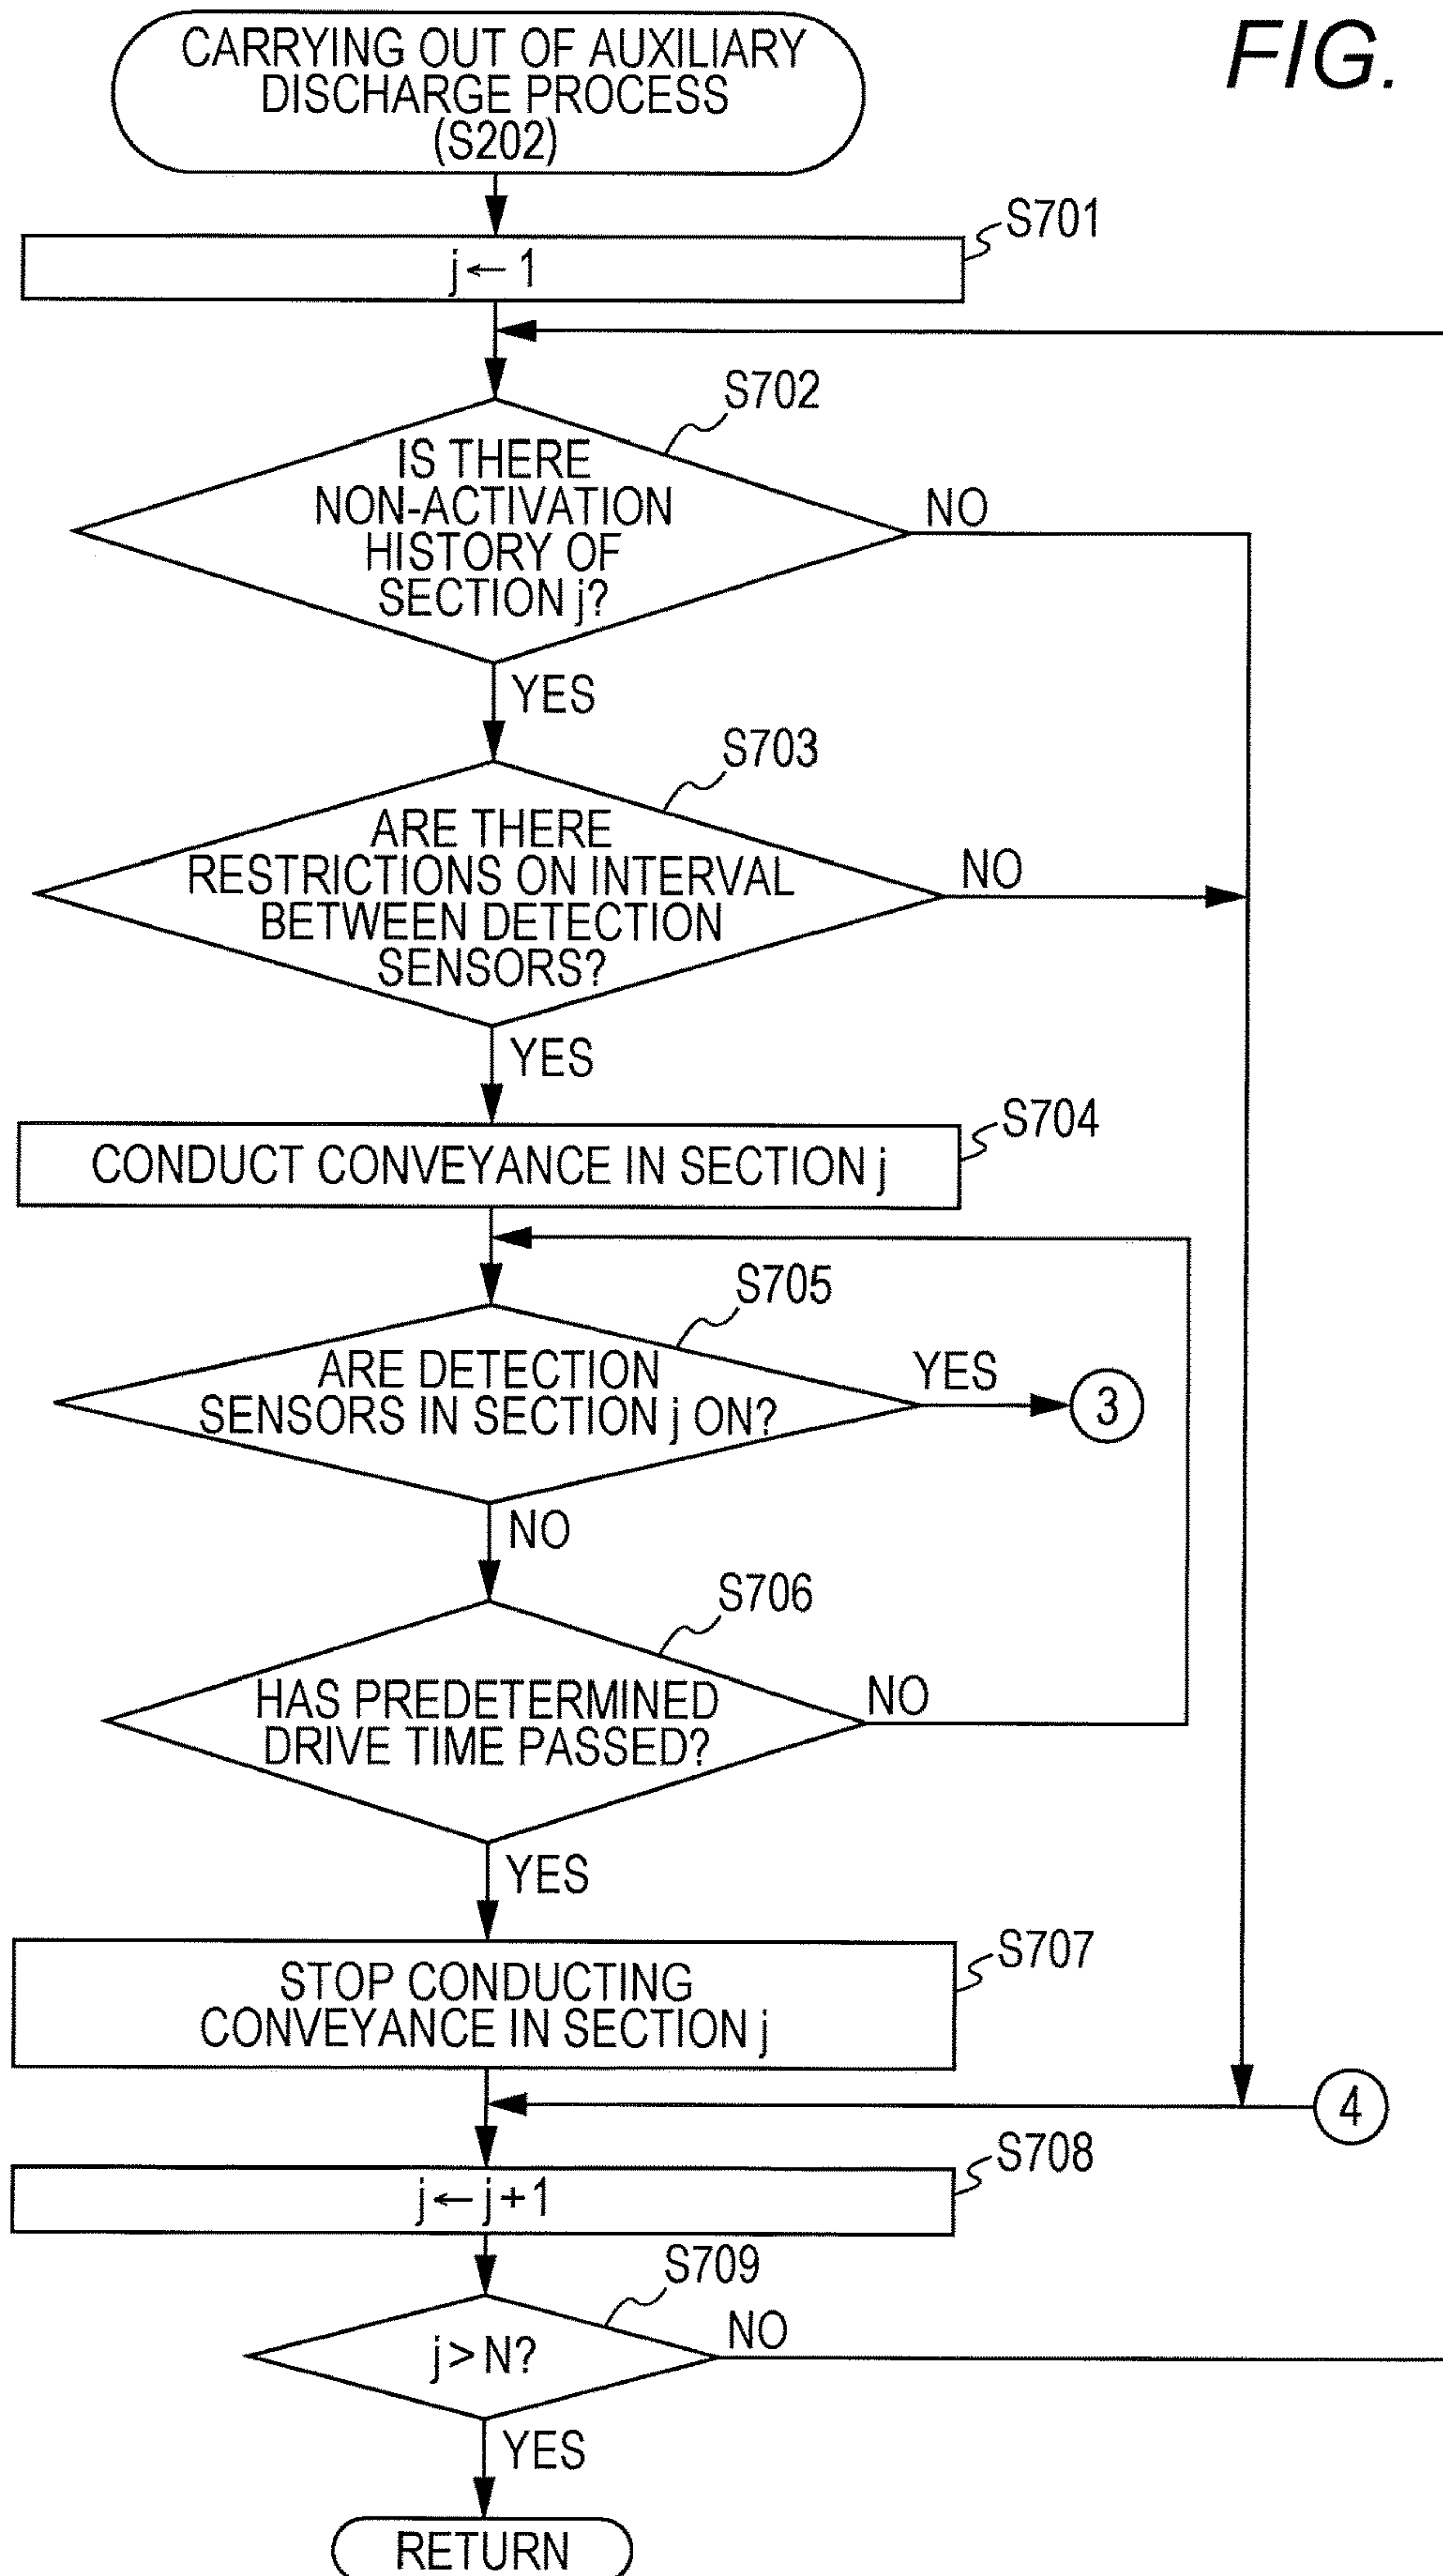 FIG.
CARRYING OUT OF AUXILIARY
DISCHARGE PROCESS
(S202)
S701
j ← 1
S702
IS THERE
NON-ACTIVATION
HISTORY OF
SECTION j?
NO
YES
S703
ARE THERE
RESTRICTIONS ON INTERVAL
BETWEEN DETECTION
SENSORS?
NO
YES
S704
CONDUCT CONVEYANCE IN SECTION j
S705
ARE DETECTION
SENSORS IN SECTION j ON?
YES
3
NO
S706
HAS PREDETERMINED
DRIVE TIME PASSED?
NO
YES
S707
STOP CONDUCTING
CONVEYANCE IN SECTION j
4
S708
j ← j + 1
S709
j > N?
NO
YES
RETURN